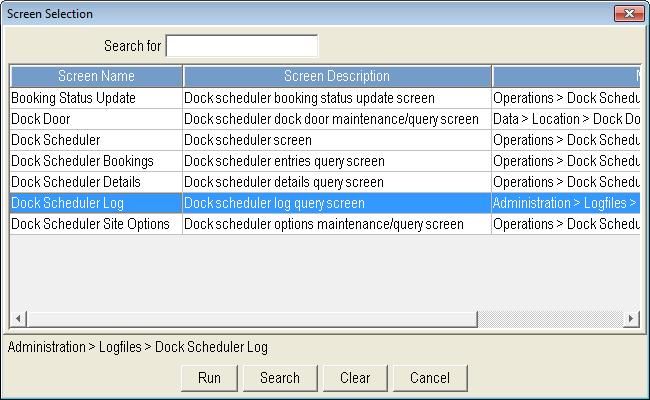 Screen Selection
Search for
Screen Name Screen Description
Booking Status Update Dock scheduler booking status update screen Operations > Dock Schedu
Dock Door Dock scheduler dock door maintenance/query screen Data > Location > Dock Do
Dock Scheduler Dock scheduler screen Operations > Dock Schedu
Dock Scheduler Bookings Dock scheduler entries query screen Operations > Dock Schedu
Dock Scheduler Details Dock scheduler details query screen Operations > Dock Schedu
Dock Scheduler Log Dock scheduler log query screen Administration > Logfiles >
Dock Scheduler Site Options Dock scheduler options maintenance/query screen Operations > Dock Schedu
Administration > Logfiles > Dock Scheduler Log
Run Search Clear Cancel